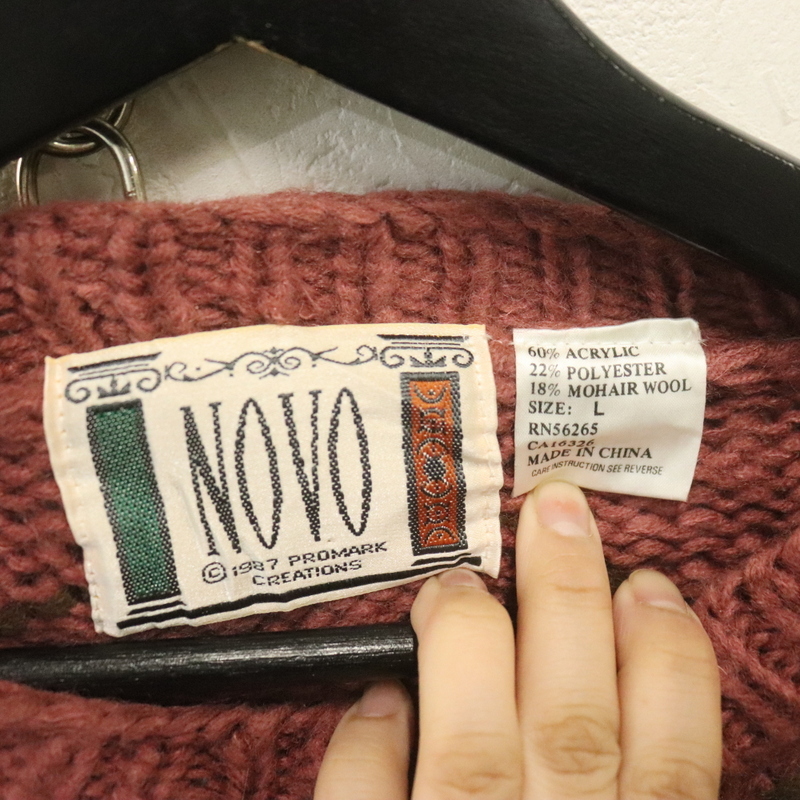 NOVO
© 1987 PROMARK
CREATIONS
60% ACRYLIC
22% POLYESTER
18% MOHAIR WOOL
SIZE: L
RN56265
CA16326
MADE IN CHINA
CARE INSTRUCTION SEE REVERSE